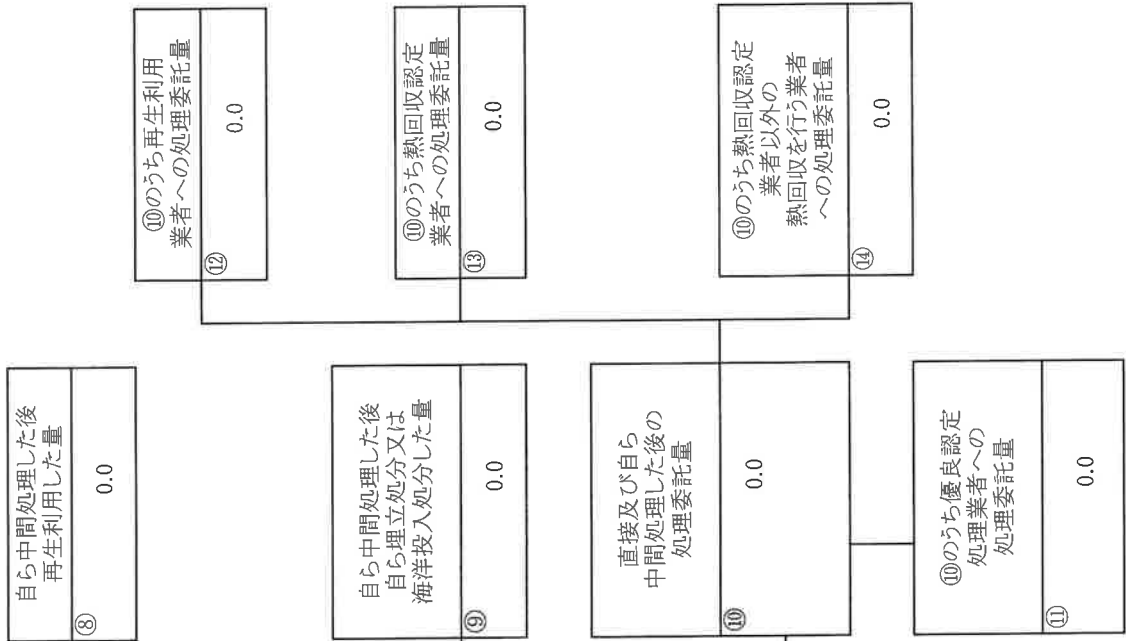 自ら中間処理した後
再生利用した量
⑧
0.0
自ら中間処理した後
自ら埋立処分又は
海洋投入処分した量
⑨
0.0
直接及び自ら
中間処理した後の
処理委託量
⑩
0.0
⑩のうち優良認定
処理業者への
処理委託量
⑪
0.0
⑩のうち再生利用
業者への処理委託量
⑫
0.0
⑩のうち熱回収認定
業者への処理委託量
⑬
0.0
⑩のうち熱回収認定
業者以外の
熱回収を行う業者
への処理委託量
⑭
0.0